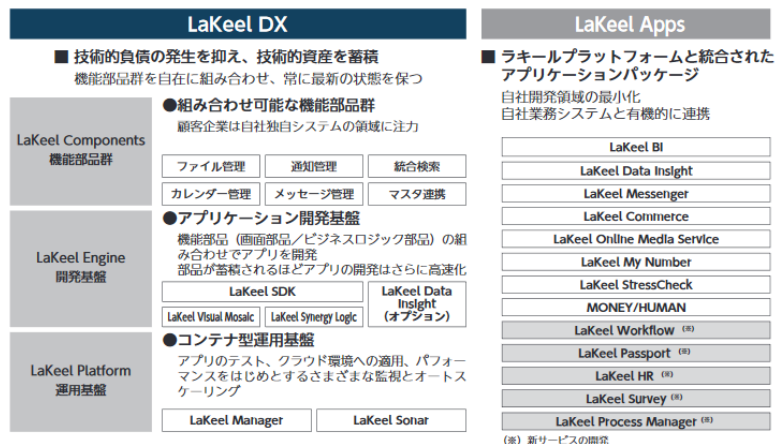 LaKeel DX
■ 技術的負債の発生を抑え、技術的資産を蓄積
機能部品群を自在に組み合わせ、常に最新の状態を保つ
LaKeel Components
機能部品群
●組み合わせ可能な機能部品群
顧客企業は自社独自システムの領域に注力
ファイル管理
通知管理
統合検索
カレンダー管理
メッセージ管理
マスタ連携
LaKeel Engine
開発基盤
●アプリケーション開発基盤
機能部品（画面部品／ビジネスロジック部品）の組
み合わせでアプリを開発
部品が蓄積されるほどアプリの開発はさらに高速化
LaKeel SDK
LaKeel Visual Mosaic
LaKeel Synergy Logic
LaKeel Data
Insight
（オプション）
LaKeel Platform
運用基盤
●コンテナ型運用基盤
アプリのテスト、クラウド環境への適用、パフォー
マンスをはじめとするさまざまな監視とオートス
ケーリング
LaKeel Manager
LaKeel Sonar
LaKeel Apps
■ ラキールプラットフォームと統合された
アプリケーションパッケージ
自社開発領域の最小化
自社業務システムと有機的に連携
LaKeel BI
LaKeel Data Insight
LaKeel Messenger
LaKeel Commerce
LaKeel Online Media Service
LaKeel My Number
LaKeel StressCheck
MONEY/HUMAN
LaKeel Workflow （※）
LaKeel Passport （※）
LaKeel HR （※）
LaKeel Survey （※）
LaKeel Process Manager （※）
（※）新サービスの開発